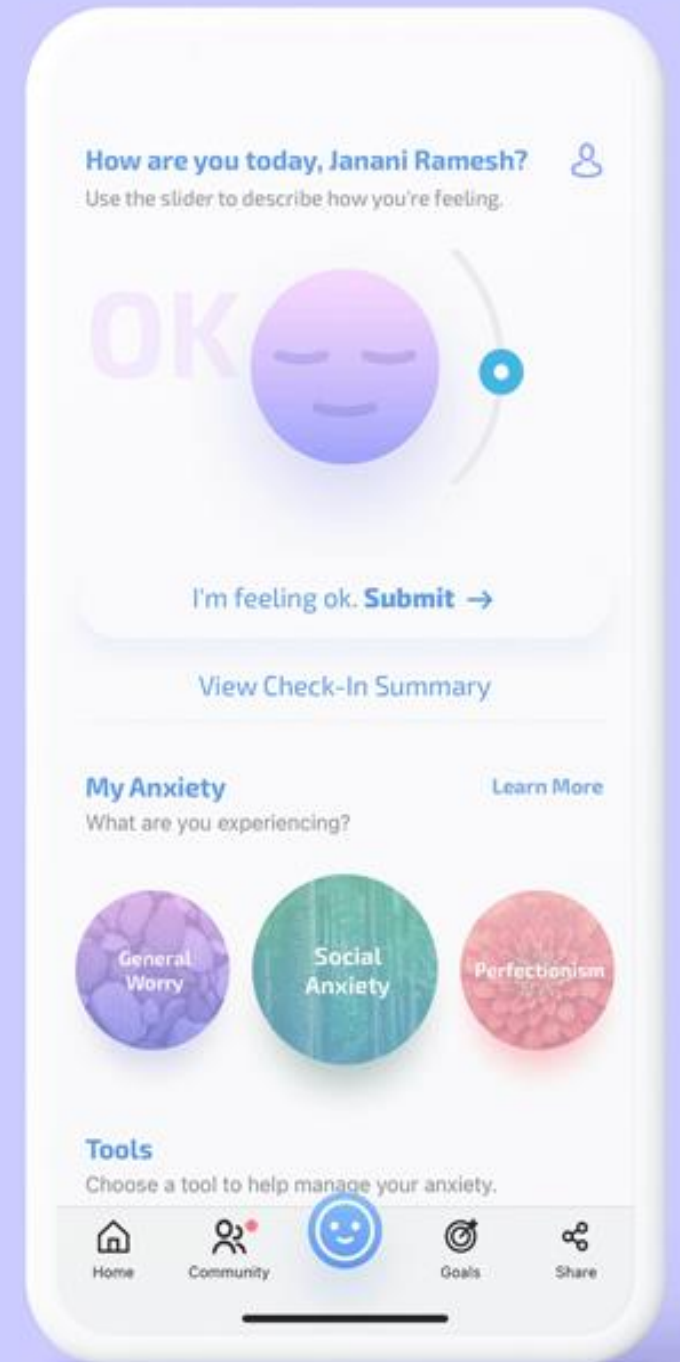 How are you today, Janani Ramesh?
Use the slider to describe how you're feeling.
OK
I'm feeling ok. Submit →
View Check-In Summary
My Anxiety
Learn More
What are you experiencing?
General
Worry
Social
Anxiety
Perfectionism
Tools
Choose a tool to help manage your anxiety.
Home
Community
Goals
Share